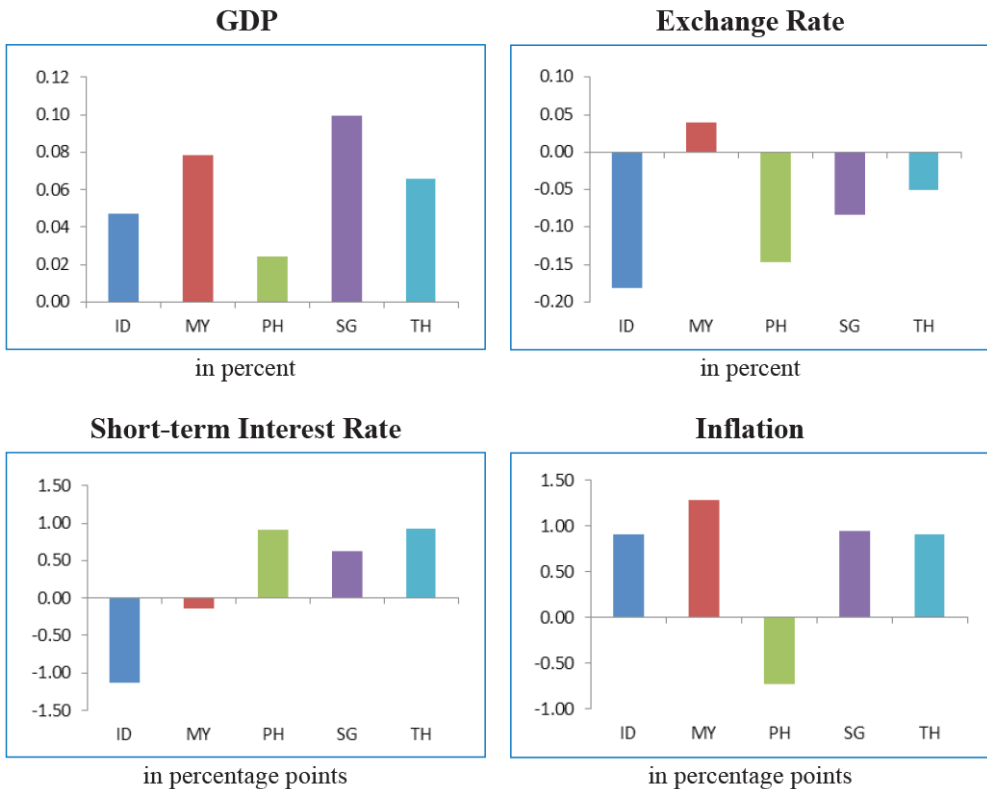 GDP
0.12
0.10
0.08
0.06
0.04
0.02
0.00
ID MY PH SG TH
in percent
Exchange Rate
0.10
0.05
0.00
-0.05
-0.10
-0.15
-0.20
ID MY PH SG TH
in percent
Short-term Interest Rate
1.50
1.00
0.50
0.00
-0.50
-1.00
-1.50
ID MY PH SG TH
in percentage points
Inflation
1.50
1.00
0.50
0.00
-0.50
-1.00
ID MY PH SG TH
in percentage points